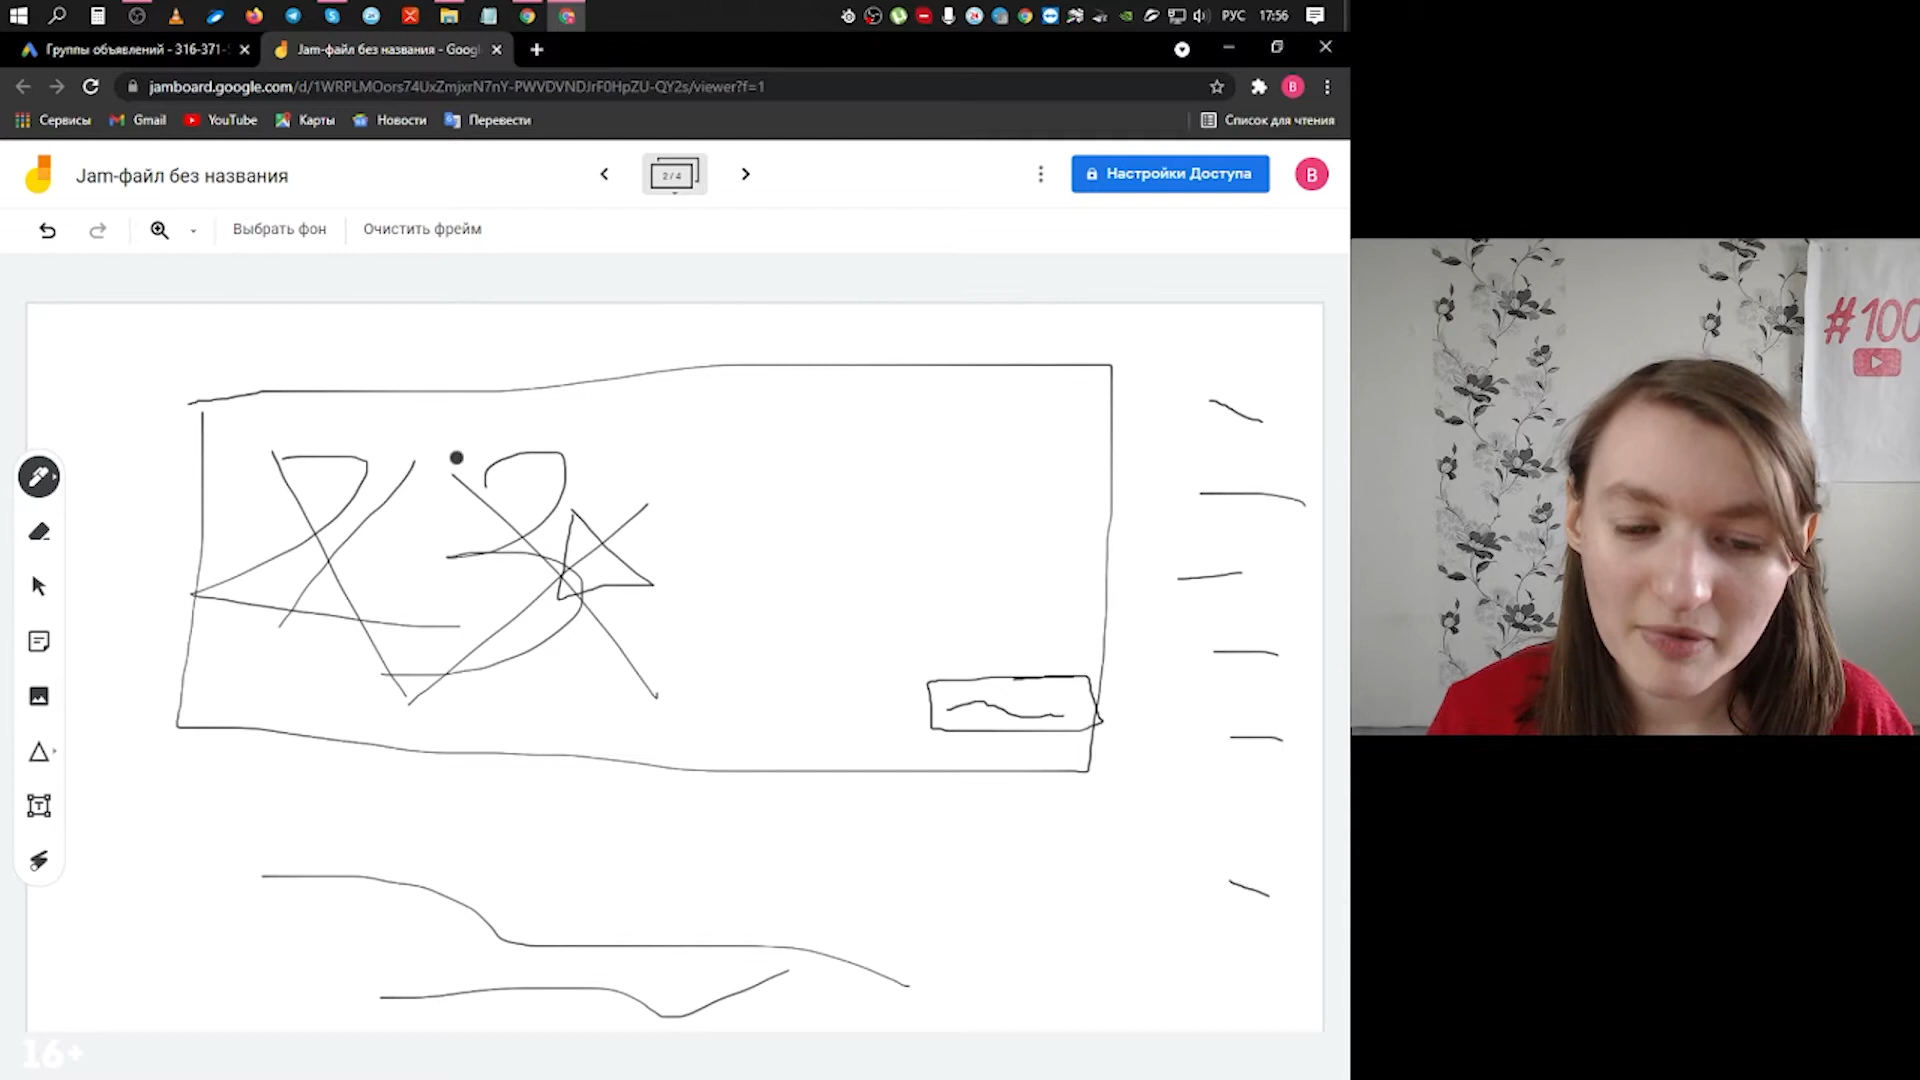 РУС 17:56
Группы объявлений - 316-371-
Jam-файл без названия - Goog
jamboard.google.com/d/1WRPLMOors74UxZmjxrN7nY-PWVDVNDJrF0HpZU-QY2s/viewer?f=1
Сервисы Gmail YouTube Карты Новости Перевести Список для чтения
Jam-файл без названия
2 / 4
Настройки Доступа
B
Выбрать фон
Очистить фрейм
#100
16+